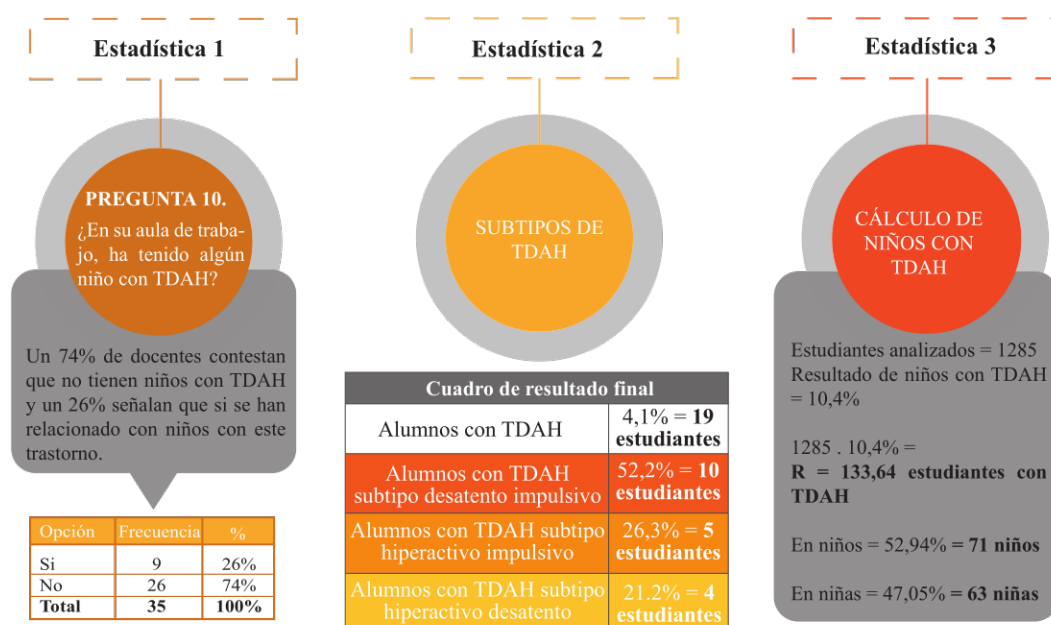 Estadística 1
PREGUNTA 10.
¿En su aula de traba-
jo, ha tenido algún
niño con TDAH?
Un 74% de docentes contestan
que no tienen niños con TDAH
y un 26% señalan que si se han
relacionado con niños con este
trastorno.
Opción Frecuencia %
Si 9 26%
No 26 74%
Total 35 100%
Estadística 2
SUBTIPOS DE
TDAH
Cuadro de resultado final
Alumnos con TDAH
4,1% = 19
estudiantes
Alumnos con TDAH
subtipo desatento impulsivo
52,2% = 10
estudiantes
Alumnos con TDAH subtipo
hiperactivo impulsivo
26,3% = 5
estudiantes
Alumnos con TDAH subtipo
hiperactivo desatento
21.2% = 4
estudiantes
Estadística 3
CÁLCULO DE
NIÑOS CON
TDAH
Estudiantes analizados = 1285
Resultado de niños con TDAH
= 10,4%
1285 . 10,4% =
R = 133,64 estudiantes con
TDAH
En niños = 52,94% = 71 niños
En niñas = 47,05% = 63 niñas